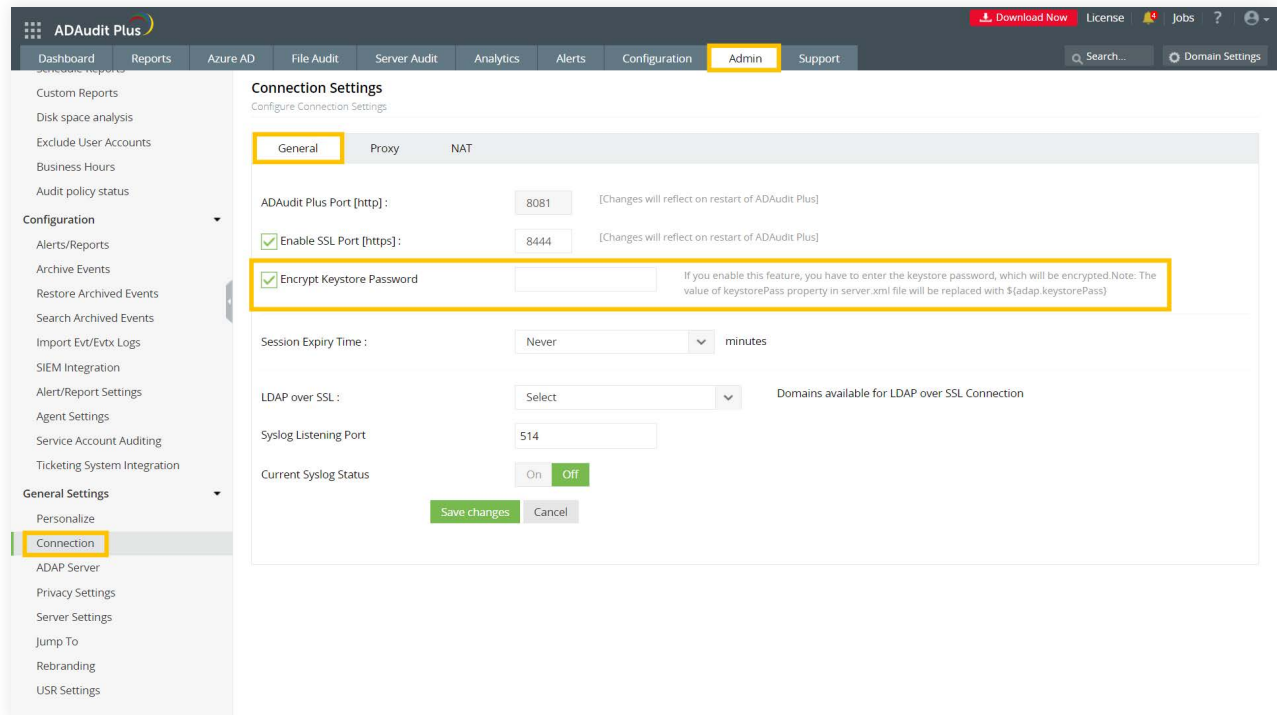 ADAudit Plus
Download Now License 4 Jobs ?
Dashboard Reports Azure AD File Audit Server Audit Analytics Alerts Configuration Admin Support Search... Domain Settings
Schedule Reports
Custom Reports
Disk space analysis
Exclude User Accounts
Business Hours
Audit policy status
Configuration
Alerts/Reports
Archive Events
Restore Archived Events
Search Archived Events
Import Evt/Evtx Logs
SIEM Integration
Alert/Report Settings
Agent Settings
Service Account Auditing
Ticketing System Integration
General Settings
Personalize
Connection
ADAP Server
Privacy Settings
Server Settings
Jump To
Rebranding
USR Settings
Connection Settings
Configure Connection Settings
General Proxy NAT
ADAudit Plus Port [http] : 8081 [Changes will reflect on restart of ADAudit Plus]
Enable SSL Port [https] : 8444 [Changes will reflect on restart of ADAudit Plus]
Encrypt Keystore Password If you enable this feature, you have to enter the keystore password, which will be encrypted.Note: The
value of keystorePass property in server.xml file will be replaced with ${adap.keystorePass}
Session Expiry Time : Never minutes
LDAP over SSL : Select Domains available for LDAP over SSL Connection
Syslog Listening Port 514
Current Syslog Status On Off
Save changes Cancel